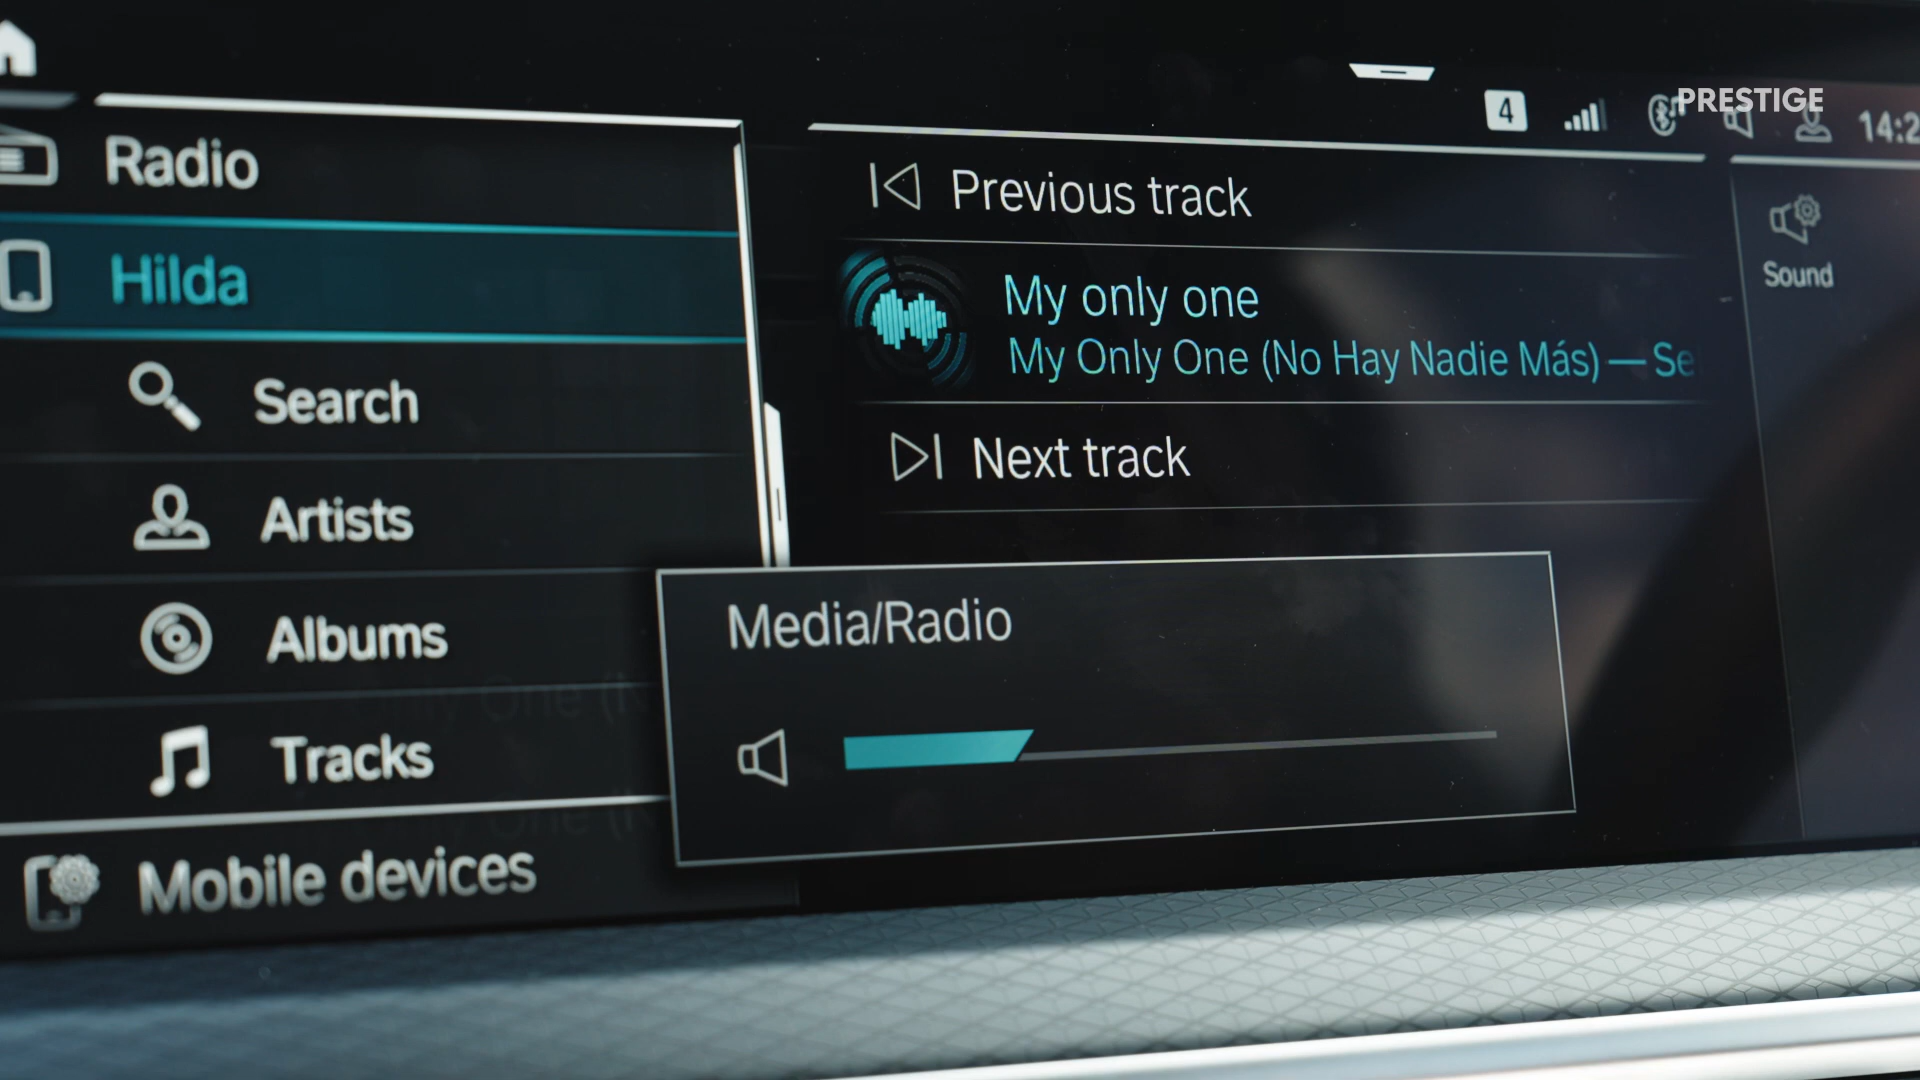 4
PRESTIGE
14:2
Radio
Hilda
Search
Artists
Albums
Tracks
Mobile devices
Previous track
My only one
My Only One (No Hay Nadie Más) — Se
Next track
Sound
Media/Radio